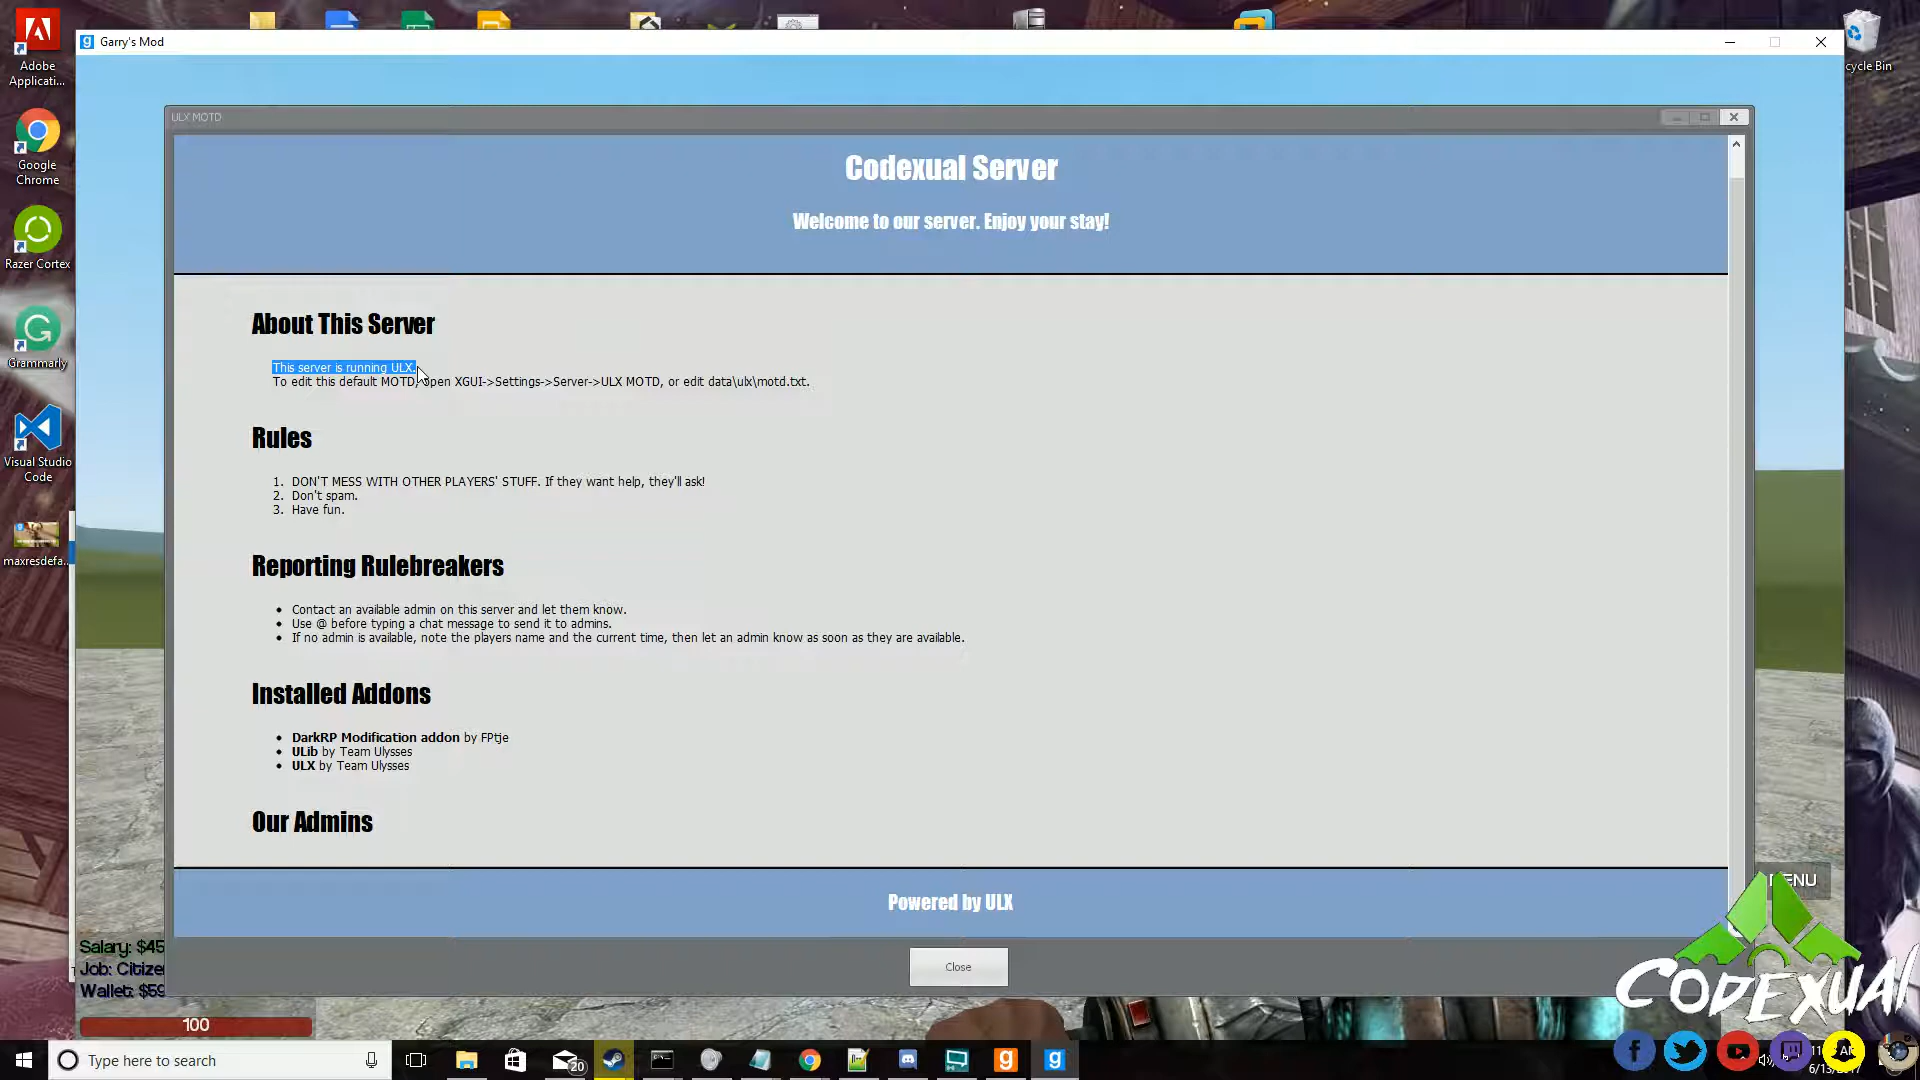 Garry's Mod
Adobe
Applicati...
cycle Bin
ULX MOTD
Codexual Server
Welcome to our server. Enjoy your stay!
Google
Chrome
Razer Cortex
Grammarly
Visual Studio
Code
maxresdefa...
About This Server
This server is running ULX.
To edit this default MOTD, open XGUI->Settings->Server->ULX MOTD, or edit data\ulx\motd.txt.
Rules
1. DON'T MESS WITH OTHER PLAYERS' STUFF. If they want help, they'll ask!
2. Don't spam.
3. Have fun.
Reporting Rulebreakers
• Contact an available admin on this server and let them know.
• Use @ before typing a chat message to send it to admins.
• If no admin is available, note the players name and the current time, then let an admin know as soon as they are available.
Installed Addons
• DarkRP Modification addon by FPtje
• ULib by Team Ulysses
• ULX by Team Ulysses
Our Admins
Powered by ULX
Close
MENU
Salary: $45
Job: Citize
Wallet: $59
100
CODEXUAL
Type here to search
20